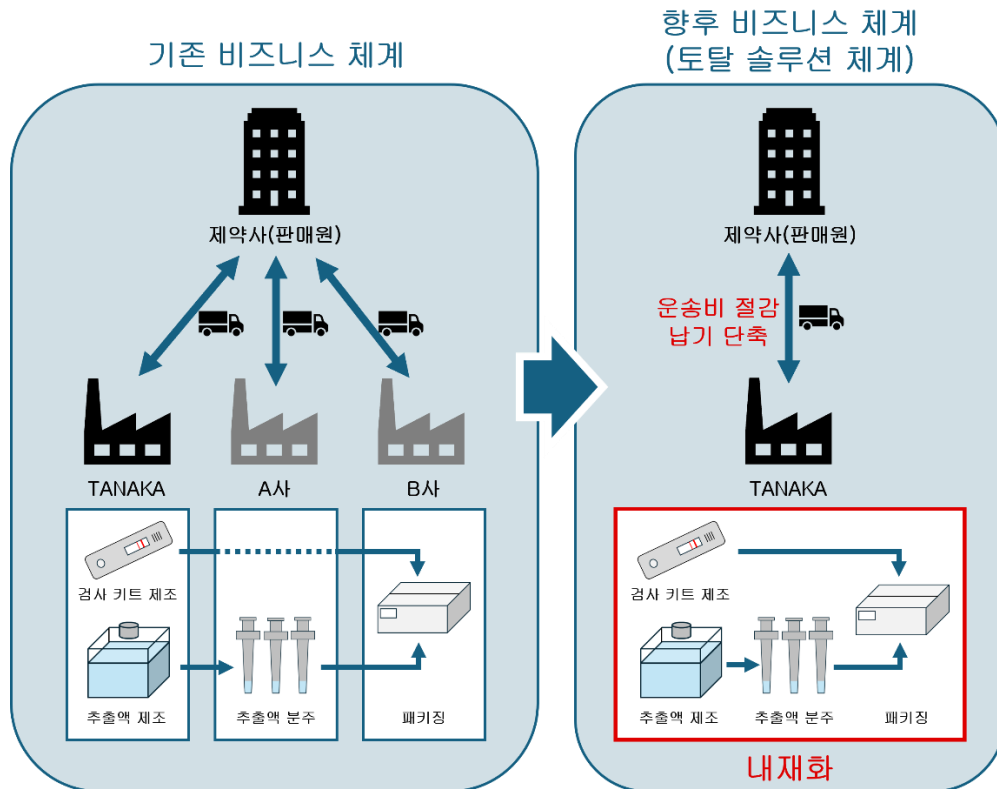 기존 비즈니스 체계
제약사(판매원)
TANAKA
A사
B사
검사 키트 제조
추출액 제조
추출액 분주
패키징
향후 비즈니스 체계
(토탈 솔루션 체계)
제약사(판매원)
운송비 절감
납기 단축
TANAKA
검사 키트 제조
추출액 제조
추출액 분주
패키징
내재화